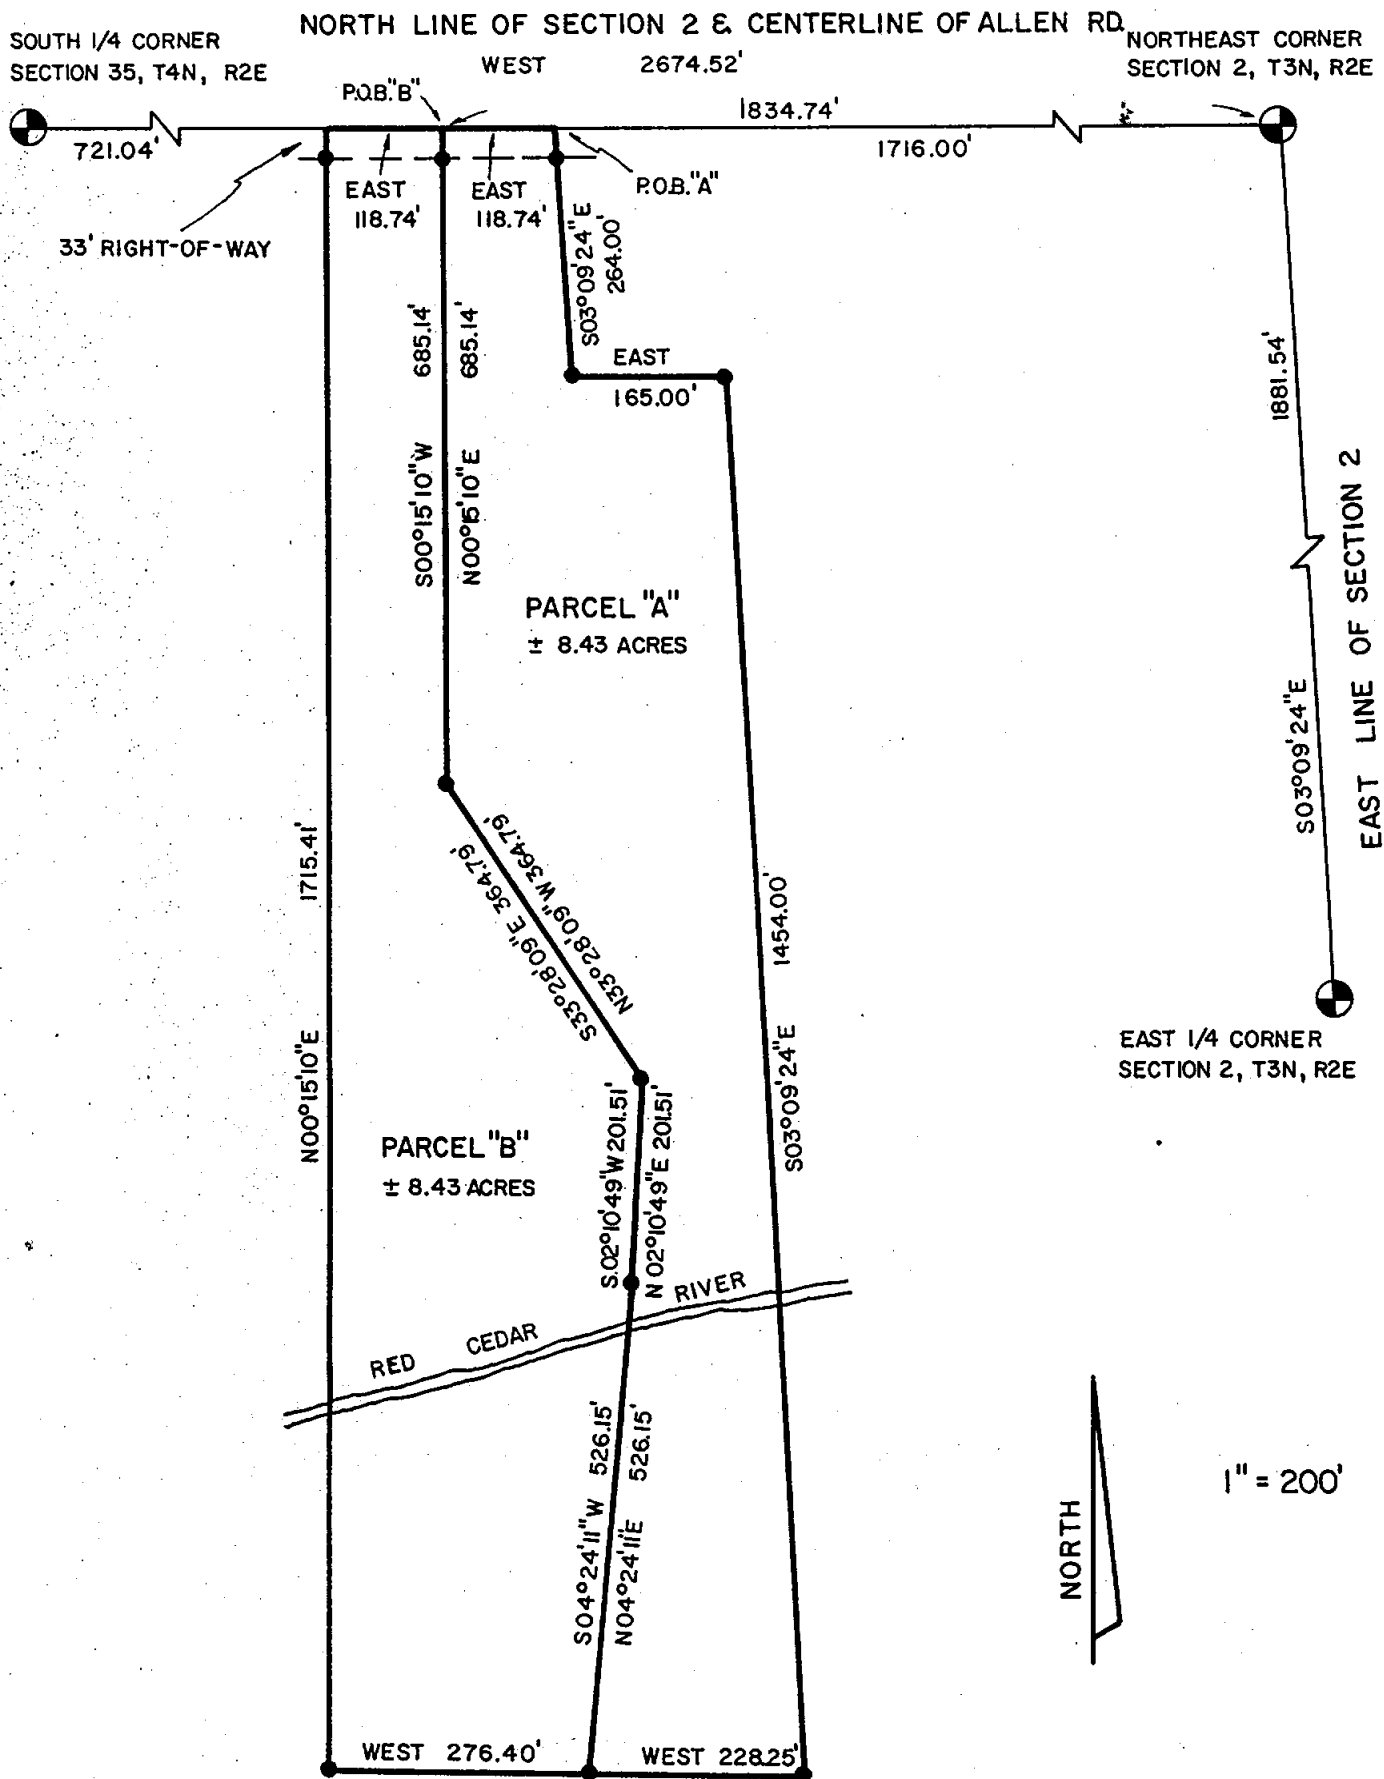 NORTH LINE OF SECTION 2 & CENTERLINE OF ALLEN RD.
SOUTH 1/4 CORNER
SECTION 35, T4N, R2E
WEST 2674.52'
NORTHEAST CORNER
SECTION 2, T3N, R2E
P.O.B. "B"
1834.74'
721.04'
1716.00'
EAST
118.74'
EAST
118.74'
P.O.B. "A"
33' RIGHT-OF-WAY
S03°09'24"E
264.00'
EAST
165.00'
685.14'
685.14'
S00°15'10"W
N00°15'10"E
1881.54'
S03°09'24"E
EAST LINE OF SECTION 2
PARCEL "A"
± 8.43 ACRES
1715.41'
N00°15'10"E
N33°28'09"W 364.79'
S33°28'09"E 364.79'
1454.00'
S03°09'24"E
EAST 1/4 CORNER
SECTION 2, T3N, R2E
PARCEL "B"
± 8.43 ACRES
S.02°10'49"W 201.51'
N 02°10'49"E 201.51'
RED CEDAR RIVER
S04°24'11"W 526.15'
N04°24'11"E 526.15'
NORTH
1" = 200'
WEST 276.40'
WEST 228.25'